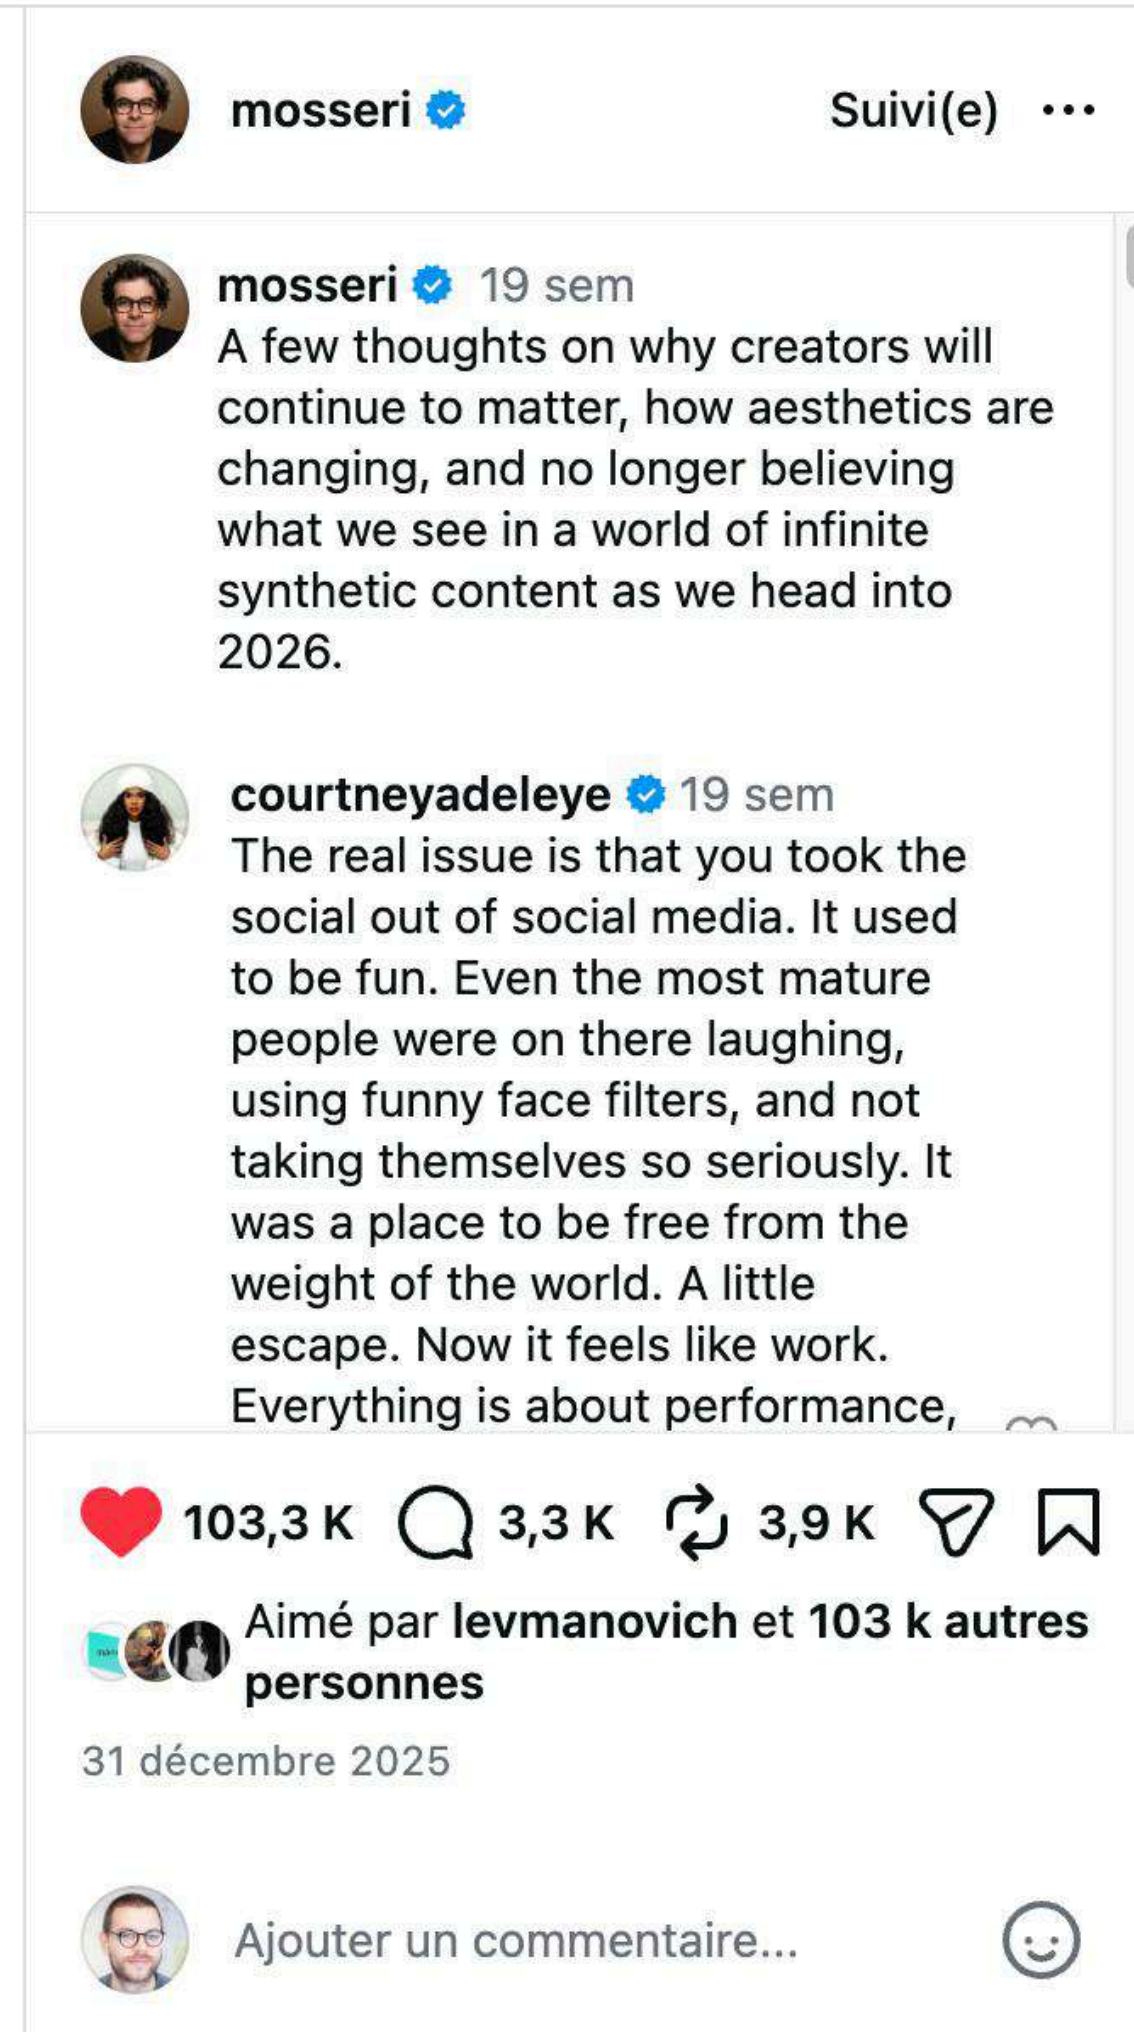 mosseri
Suivi(e)
mosseri 19 sem
A few thoughts on why creators will
continue to matter, how aesthetics are
changing, and no longer believing
what we see in a world of infinite
synthetic content as we head into
2026.
courtneyadeleye 19 sem
The real issue is that you took the
social out of social media. It used
to be fun. Even the most mature
people were on there laughing,
using funny face filters, and not
taking themselves so seriously. It
was a place to be free from the
weight of the world. A little
escape. Now it feels like work.
Everything is about performance,
103,3 K 3,3 K 3,9 K
Aimé par levmanovich et 103 k autres
personnes
31 décembre 2025
Ajouter un commentaire...